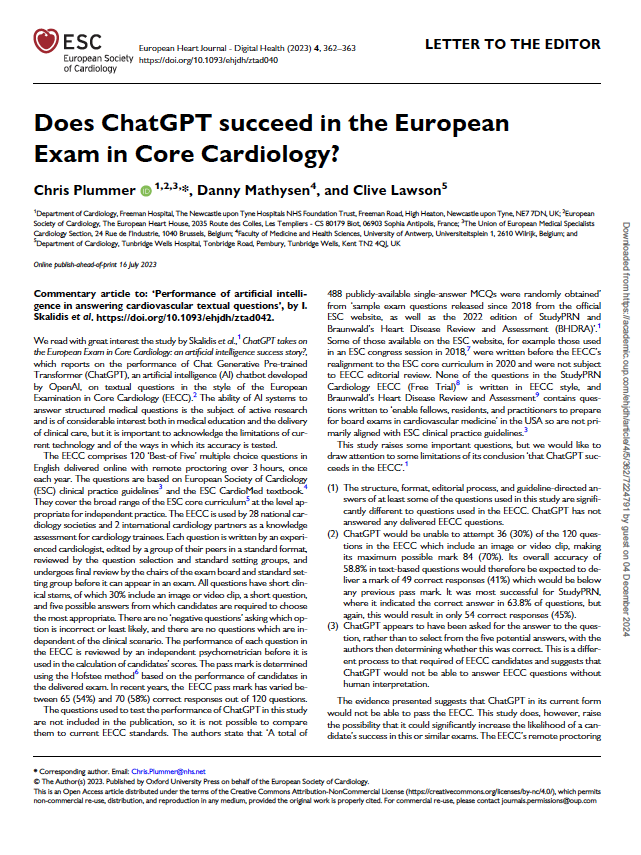 ESC
European Society
of Cardiology
European Heart Journal - Digital Health (2023) 4, 362–363
https://doi.org/10.1093/ehjdh/ztad040
LETTER TO THE EDITOR
Does ChatGPT succeed in the European
Exam in Core Cardiology?
Chris Plummer 1,2,3,*, Danny Mathysen4, and Clive Lawson5
1Department of Cardiology, Freeman Hospital, The Newcastle upon Tyne Hospitals NHS Foundation Trust, Freeman Road, High Heaton, Newcastle upon Tyne, NE7 7DN, UK; 2European
Society of Cardiology, The European Heart House, 2035 Route des Colles, Les Templiers - CS 80179 Biot, 06903 Sophia Antipolis, France; 3The Union of European Medical Specialists
Cardiology Section, 24 Rue de l'Industrie, 1040 Brussels, Belgium; 4Faculty of Medicine and Health Sciences, University of Antwerp, Universiteitsplein 1, 2610 Wilrijk, Belgium; and
5Department of Cardiology, Tunbridge Wells Hospital, Tonbridge Road, Pembury, Tunbridge Wells, Kent TN2 4QJ, UK
Online publish-ahead-of-print 16 July 2023
Commentary article to: 'Performance of artificial intelli-
gence in answering cardiovascular textual questions', by I.
Skalidis et al, https://doi.org/10.1093/ehjdh/ztad042.
We read with great interest the study by Skalidis et al.,1 ChatGPT takes on
the European Exam in Core Cardiology: an artificial intelligence success story?,
which reports on the performance of Chat Generative Pre-trained
Transformer (ChatGPT), an artificial intelligence (AI) chatbot developed
by OpenAI, on textual questions in the style of the European
Examination in Core Cardiology (EECC).2 The ability of AI systems to
answer structured medical questions is the subject of active research
and is of considerable interest both in medical education and the delivery
of clinical care, but it is important to acknowledge the limitations of cur-
rent technology and of the ways in which its accuracy is tested.
The EECC comprises 120 'Best-of Five' multiple choice questions in
English delivered online with remote proctoring over 3 hours, once
each year. The questions are based on European Society of Cardiology
(ESC) clinical practice guidelines3 and the ESC CardioMed textbook.4
They cover the broad range of the ESC core curriculum5 at the level ap-
propriate for independent practice. The EECC is used by 28 national car-
diology societies and 2 international cardiology partners as a knowledge
assessment for cardiology trainees. Each question is written by an experi-
enced cardiologist, edited by a group of their peers in a standard format,
reviewed by the question selection and standard setting groups, and
undergoes final review by the chairs of the exam board and standard set-
ting group before it can appear in an exam. All questions have short clin-
ical stems, of which 30% include an image or video clip, a short question,
and five possible answers from which candidates are required to choose
the most appropriate. There are no 'negative questions' asking which op-
tion is incorrect or least likely, and there are no questions which are in-
dependent of the clinical scenario. The performance of each question in
the EECC is reviewed by an independent psychometrician before it is
used in the calculation of candidates' scores. The pass mark is determined
using the Hofstee method6 based on the performance of candidates in
the delivered exam. In recent years, the EECC pass mark has varied be-
tween 65 (54%) and 70 (58%) correct responses out of 120 questions.
The questions used to test the performance of ChatGPT in this study
are not included in the publication, so it is not possible to compare
them to current EECC standards. The authors state that 'A total of
488 publicly-available single-answer MCQs were randomly obtained'
from 'sample exam questions released since 2018 from the official
ESC website, as well as the 2022 edition of StudyPRN and
Braunwald's Heart Disease Review and Assessment (BHDRA)'.1
Some of those available on the ESC website, for example those used
in an ESC congress session in 2018,7 were written before the EECC's
realignment to the ESC core curriculum in 2020 and were not subject
to EECC editorial review. None of the questions in the StudyPRN
Cardiology EECC (Free Trial)8 is written in EECC style, and
Braunwald's Heart Disease Review and Assessment9 contains ques-
tions written to 'enable fellows, residents, and practitioners to prepare
for board exams in cardiovascular medicine' in the USA so are not pri-
marily aligned with ESC clinical practice guidelines.3
This study raises some important questions, but we would like to
draw attention to some limitations of its conclusion 'that ChatGPT suc-
ceeds in the EECC'.1
(1) The structure, format, editorial process, and guideline-directed an-
swers of at least some of the questions used in this study are signifi-
cantly different to questions used in the EECC. ChatGPT has not
answered any delivered EECC questions.
(2) ChatGPT would be unable to attempt 36 (30%) of the 120 ques-
tions in the EECC which include an image or video clip, making
its maximum possible mark 84 (70%). Its overall accuracy of
58.8% in text-based questions would therefore be expected to de-
liver a mark of 49 correct responses (41%) which would be below
any previous pass mark. It was most successful for StudyPRN,
where it indicated the correct answer in 63.8% of questions, but
again, this would result in only 54 correct responses (45%).
(3) ChatGPT appears to have been asked for the answer to the ques-
tion, rather than to select from the five potential answers, with the
authors then determining whether this was correct. This is a differ-
ent process to that required of EECC candidates and suggests that
ChatGPT would not be able to answer EECC questions without
human interpretation.
The evidence presented suggests that ChatGPT in its current form
would not be able to pass the EECC. This study does, however, raise
the possibility that it could significantly increase the likelihood of a can-
didate's success in this or similar exams. The EECC's remote proctoring
* Corresponding author. Email: Chris.Plummer@nhs.net
© The Author(s) 2023. Published by Oxford University Press on behalf of the European Society of Cardiology.
This is an Open Access article distributed under the terms of the Creative Commons Attribution-NonCommercial License (https://creativecommons.org/licenses/by-nc/4.0/), which permits
non-commercial re-use, distribution, and reproduction in any medium, provided the original work is properly cited. For commercial re-use, please contact journals.permissions@oup.com
Downloaded from https://academic.oup.com/ehjdh/article/4/5/362/7224791 by guest on 04 December 2024